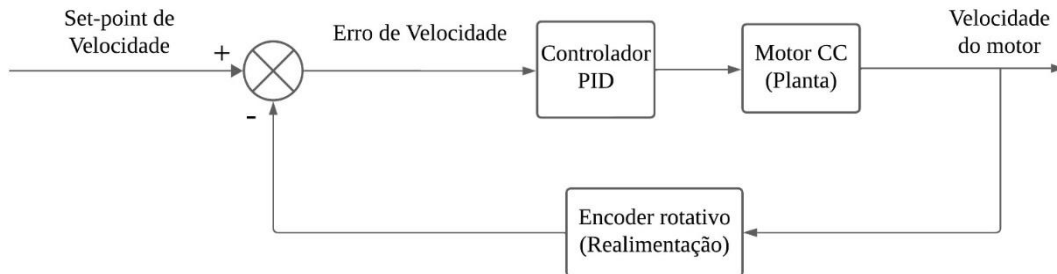 Set-point de
Velocidade
+
-
Erro de Velocidade
Controlador
PID
Motor CC
(Planta)
Velocidade
do motor
Encoder rotativo
(Realimentação)